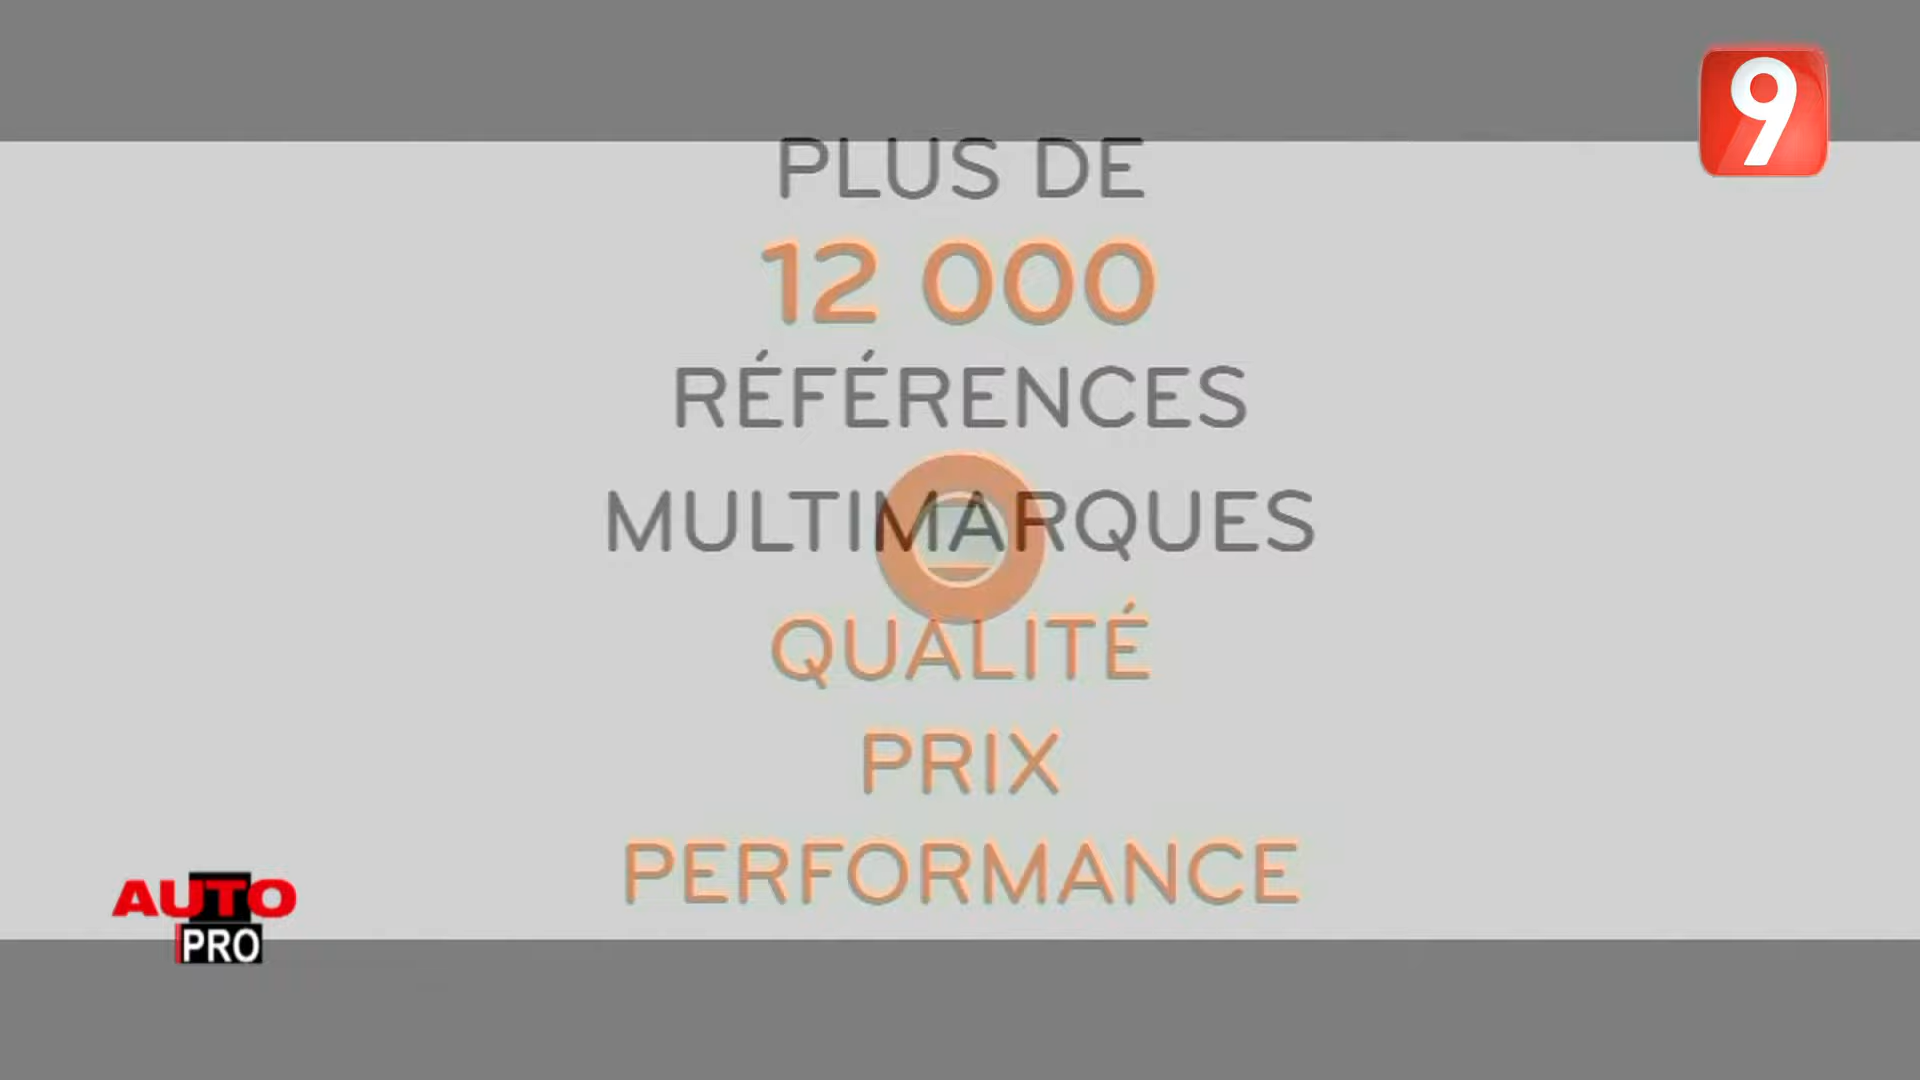 9
PLUS DE
12 000
RÉFÉRENCES
MULTIMARQUES
QUALITÉ
PRIX
PERFORMANCE
AUTO
PRO